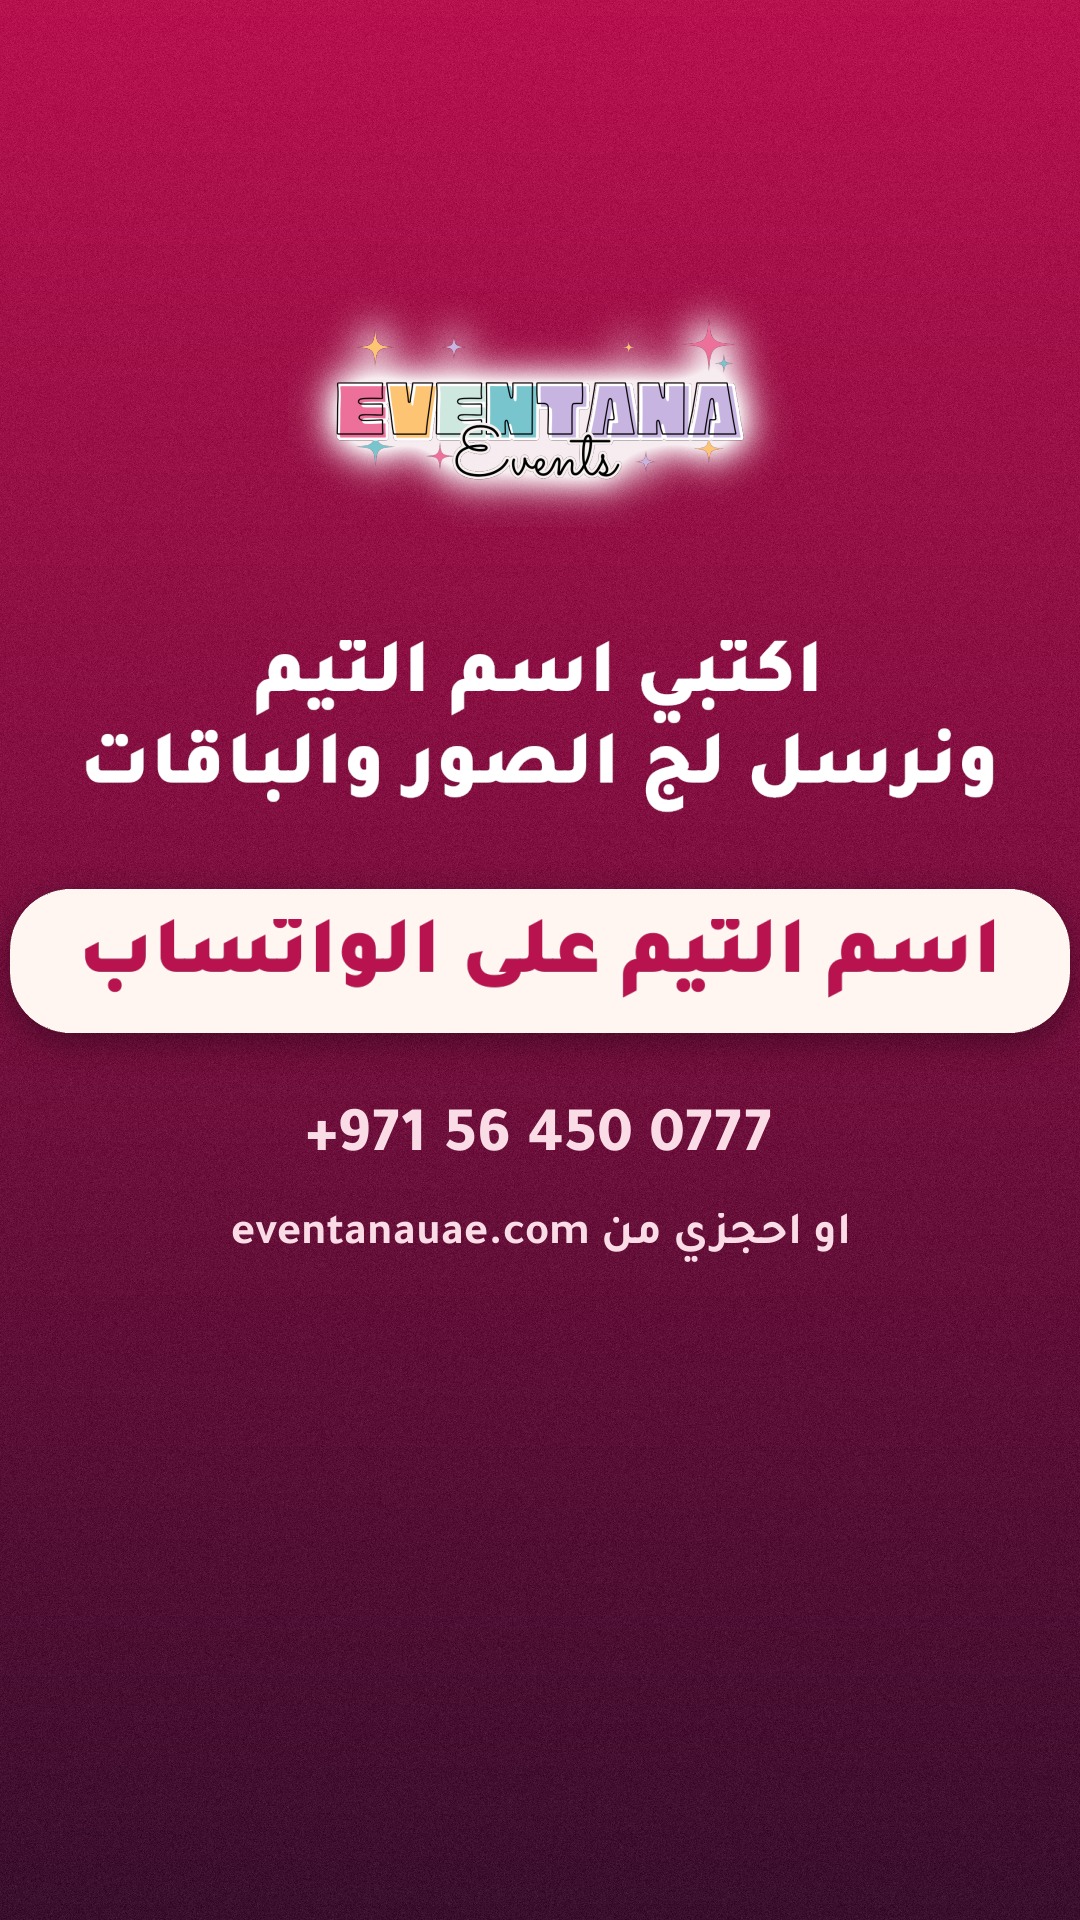 EVENTANA
Events
اكتبي اسم التيم
ونرسل لج الصور والباقات
اسم التيم على الواتساب
+971 56 450 0777
او احجزي من eventanauae.com